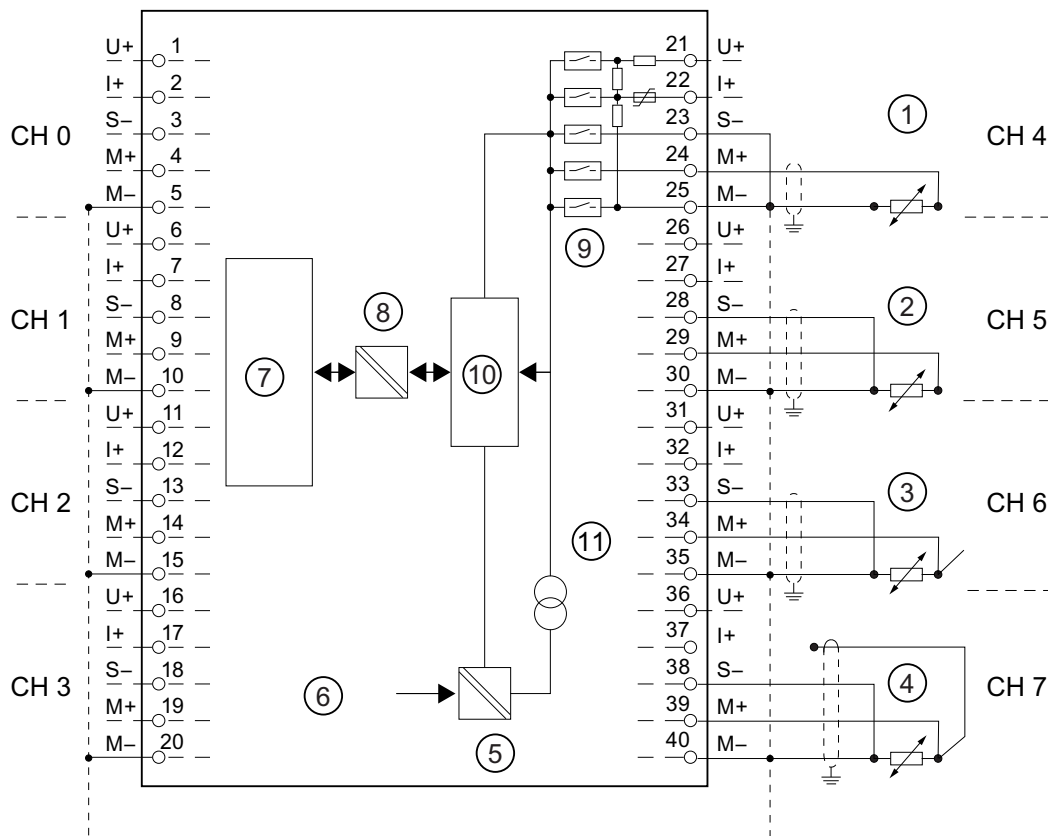 U+ 1
I+ 2
S− 3
M+ 4
M− 5
CH 0
U+ 6
I+ 7
S− 8
M+ 9
M− 10
CH 1
U+ 11
I+ 12
S− 13
M+ 14
M− 15
CH 2
U+ 16
I+ 17
S− 18
M+ 19
M− 20
CH 3
7
8
10
9
11
6
5
21 U+
22 I+
23 S−
24 M+
25 M−
1
CH 4
26 U+
27 I+
28 S−
29 M+
30 M−
2
CH 5
31 U+
32 I+
33 S−
34 M+
35 M−
3
CH 6
36 U+
37 I+
38 S−
39 M+
40 M−
4
CH 7